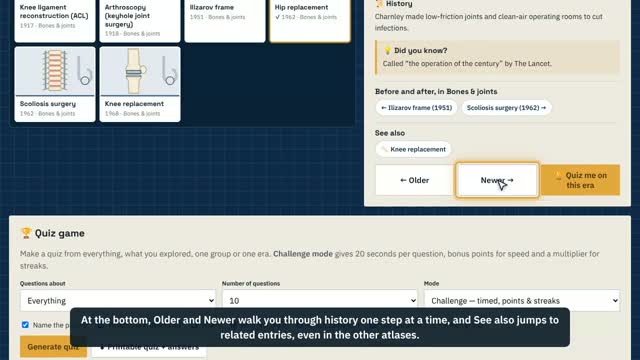 Knee ligament
reconstruction (ACL)
1917 · Bones & joints
Arthroscopy
(keyhole joint
surgery)
1918 · Bones & joints
Ilizarov frame
1951 · Bones & joints
Hip replacement
✓ 1962 · Bones & joints
Scoliosis surgery
1962 · Bones & joints
Knee replacement
1968 · Bones & joints
📜 History
Charnley made low-friction joints and clean-air operating rooms to cut
infections.
💡 Did you know?
Called “the operation of the century” by The Lancet.
Before and after, in Bones & joints
← Ilizarov frame (1951)
Scoliosis surgery (1962) →
See also
Knee replacement
← Older
Newer →
🏆 Quiz me on
this era
🏆 Quiz game
Make a quiz from everything, what you explored, one group or one era. Challenge mode gives 20 seconds per question, bonus points for speed and a multiplier for
streaks.
Questions about
Number of questions
Mode
Everything
10
Challenge — timed, points & streaks
Name the
At the bottom, Older and Newer walk you through history one step at a time, and See also jumps to
related entries, even in the other atlases.
Generate quiz
Printable quiz + answers